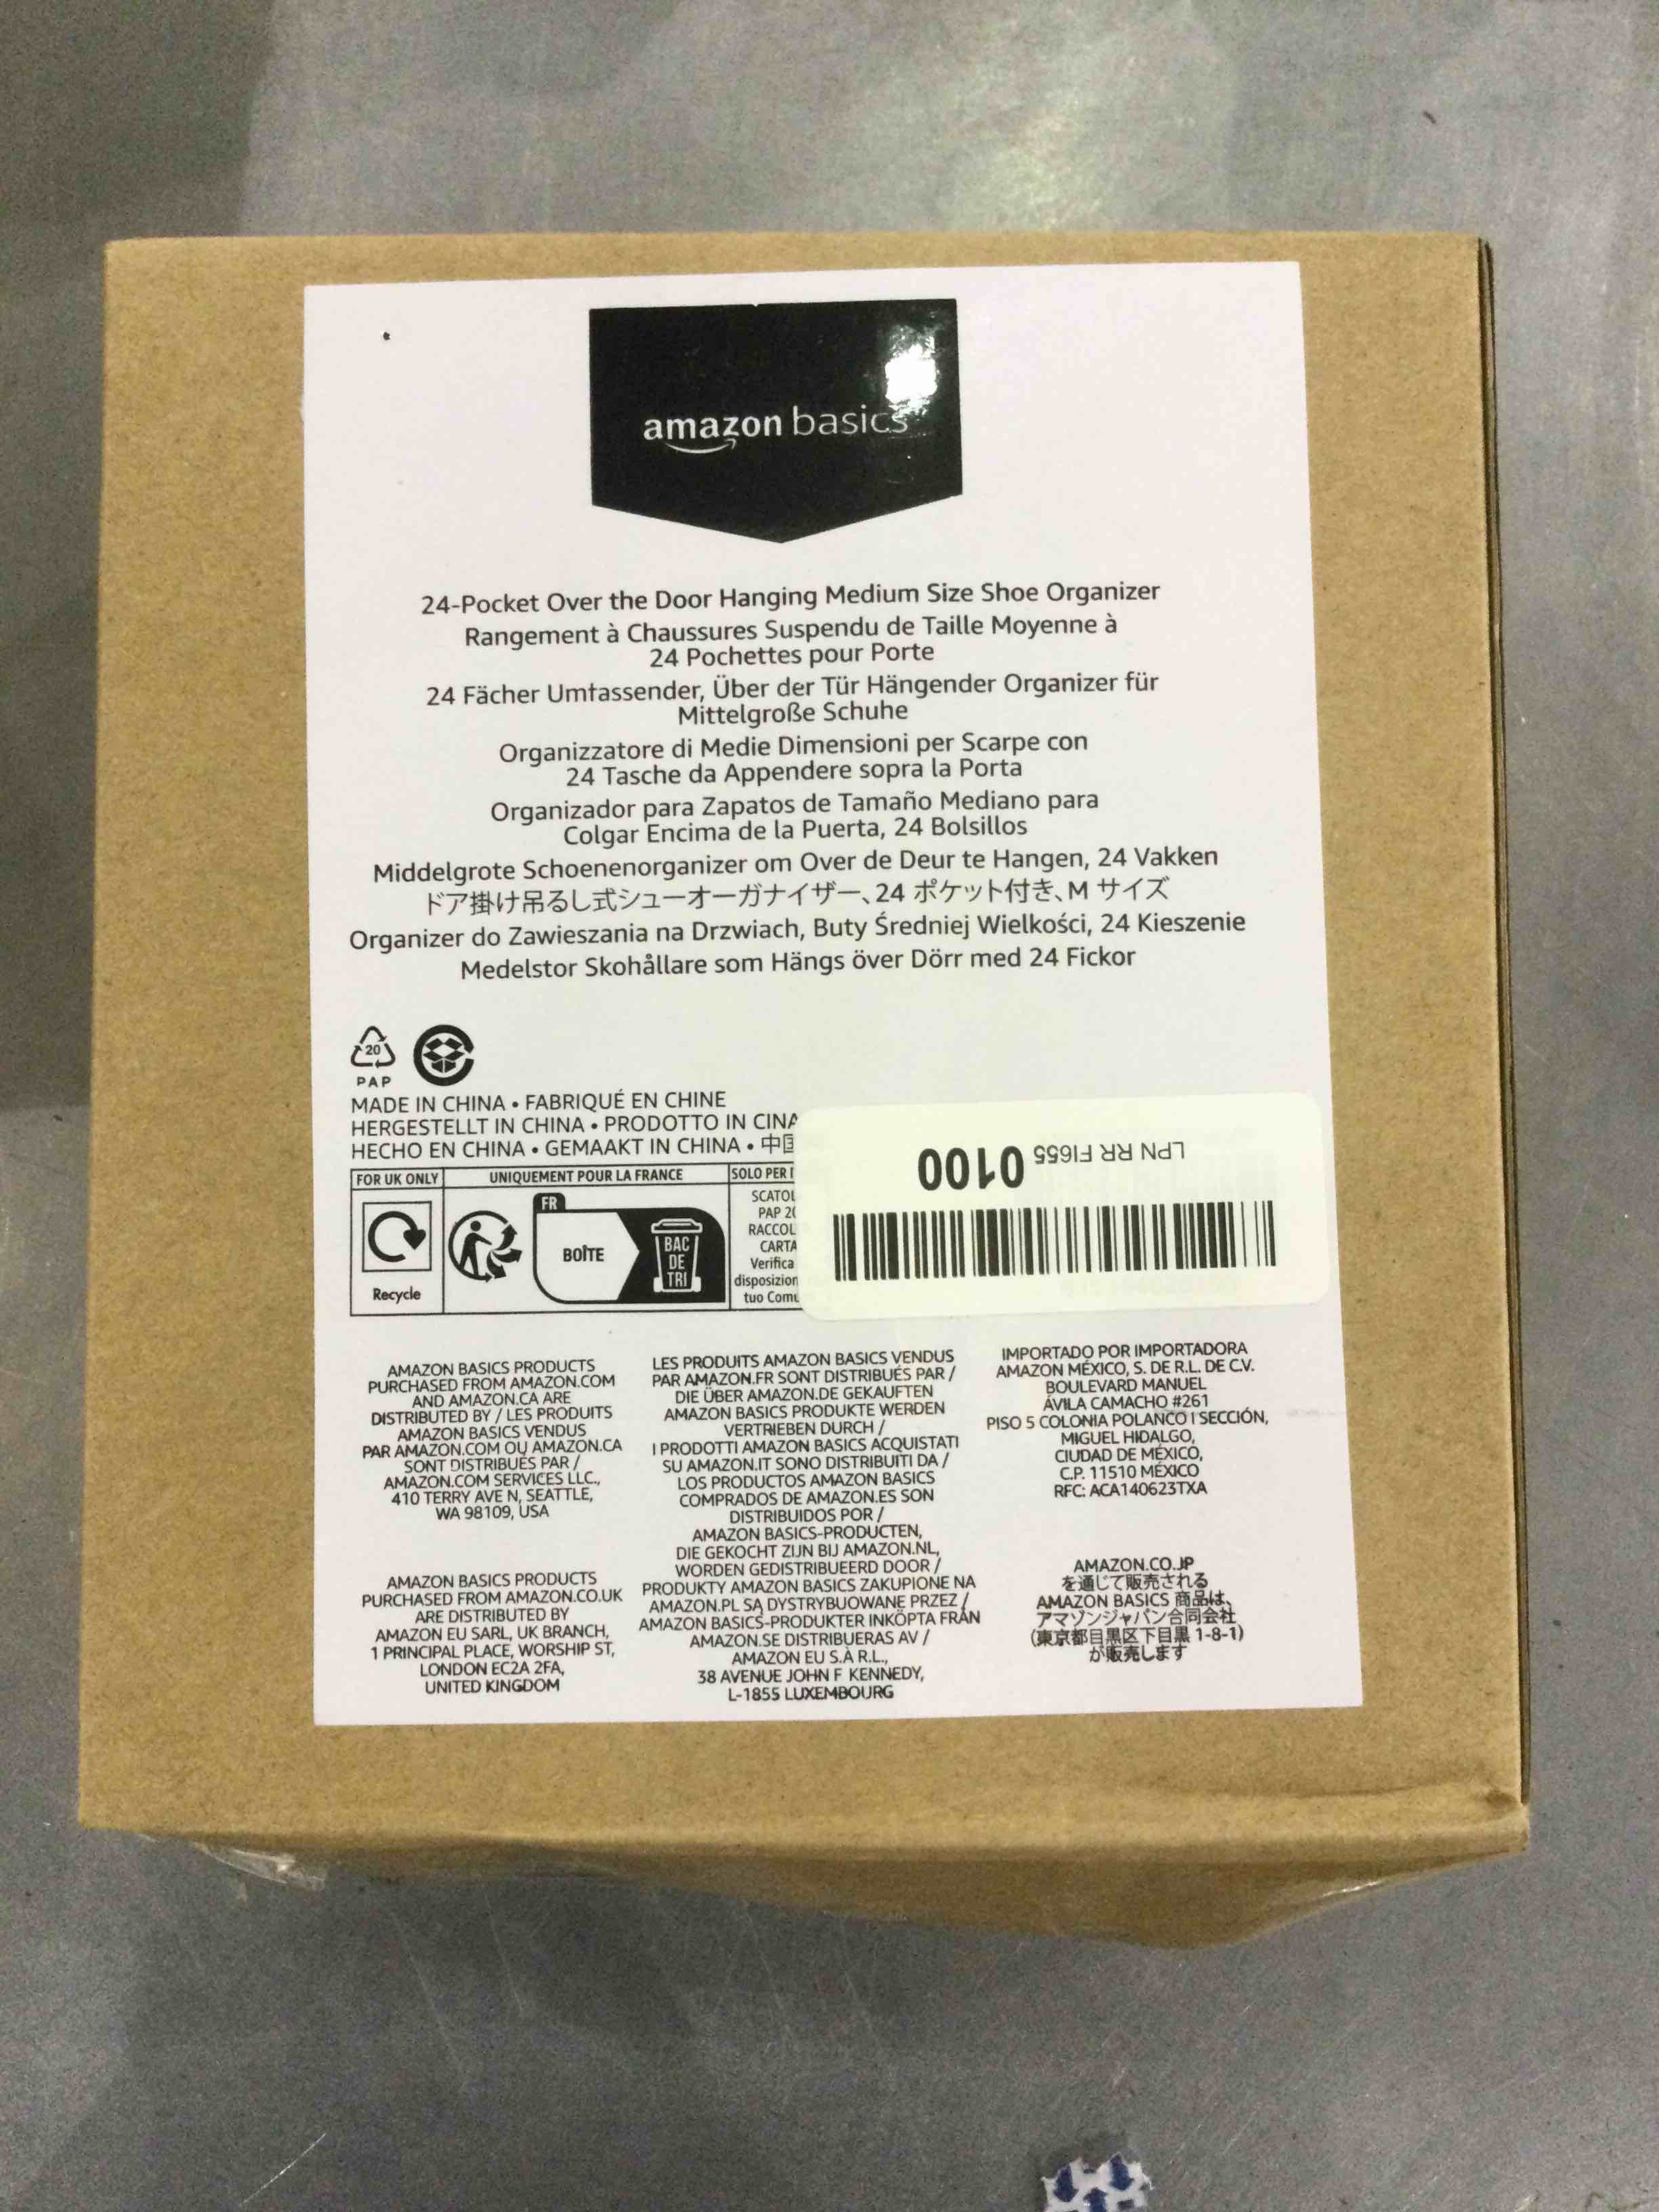 amazon basics
24-Pocket Over the Door Hanging Medium Size Shoe Organizer
Rangement à Chaussures Suspendu de Taille Moyenne à
24 Pochettes pour Porte
24 Fächer Umfassender, Über der Tür Hängender Organizer für
Mittelgroße Schuhe
Organizzatore di Medie Dimensioni per Scarpe con
24 Tasche da Appendere sopra la Porta
Organizador para Zapatos de Tamaño Mediano para
Colgar Encima de la Puerta, 24 Bolsillos
Middelgrote Schoenenorganizer om Over de Deur te Hangen, 24 Vakken
ドア掛け吊るし式シューオーガナイザー、24 ポケット付き、M サイズ
Organizer do Zawieszania na Drzwiach, Buty Średniej Wielkości, 24 Kieszenie
Medelstor Skohållare som Hängs över Dörr med 24 Fickor
20
PAP
MADE IN CHINA • FABRIQUÉ EN CHINE
HERGESTELLT IN CHINA • PRODOTTO IN CINA
HECHO EN CHINA • GEMAAKT IN CHINA • 中
FOR UK ONLY
Recycle
UNIQUEMENT POUR LA FRANCE
FR
BOÎTE
BAC
DE
TRI
SOLO PER
SCATOL
PAP 20
RACCOL
CARTA
Verifica
disposizion
tuo Comu
LPN RR FI655 0100
AMAZON BASICS PRODUCTS
PURCHASED FROM AMAZON.COM
AND AMAZON.CA ARE
DISTRIBUTED BY / LES PRODUITS
AMAZON BASICS VENDUS
PAR AMAZON.COM OU AMAZON.CA
SONT DISTRIBUÉS PAR /
AMAZON.COM SERVICES LLC.,
410 TERRY AVE N, SEATTLE,
WA 98109, USA
AMAZON BASICS PRODUCTS
PURCHASED FROM AMAZON.CO.UK
ARE DISTRIBUTED BY
AMAZON EU SARL, UK BRANCH,
1 PRINCIPAL PLACE, WORSHIP ST,
LONDON EC2A 2FA,
UNITED KINGDOM
LES PRODUITS AMAZON BASICS VENDUS
PAR AMAZON.FR SONT DISTRIBUÉS PAR /
DIE ÜBER AMAZON.DE GEKAUFTEN
AMAZON BASICS PRODUKTE WERDEN
VERTRIEBEN DURCH /
I PRODOTTI AMAZON BASICS ACQUISTATI
SU AMAZON.IT SONO DISTRIBUITI DA /
LOS PRODUCTOS AMAZON BASICS
COMPRADOS DE AMAZON.ES SON
DISTRIBUIDOS POR /
AMAZON BASICS-PRODUCTEN,
DIE GEKOCHT ZIJN BIJ AMAZON.NL,
WORDEN GEDISTRIBUEERD DOOR /
PRODUKTY AMAZON BASICS ZAKUPIONE NA
AMAZON.PL SĄ DYSTRYBUOWANE PRZEZ /
AMAZON BASICS-PRODUKTER INKÖPTA FRÅN
AMAZON.SE DISTRIBUERAS AV /
AMAZON EU S.À R.L.,
38 AVENUE JOHN F KENNEDY,
L-1855 LUXEMBOURG
IMPORTADO POR IMPORTADORA
AMAZON MÉXICO, S. DE R.L. DE C.V.
BOULEVARD MANUEL
ÁVILA CAMACHO #261
PISO 5 COLONIA POLANCO I SECCIÓN,
MIGUEL HIDALGO,
CIUDAD DE MÉXICO,
C.P. 11510 MÉXICO
RFC: ACA140623TXA
AMAZON.CO.JP
を通じて販売される
AMAZON BASICS 商品は、
アマゾンジャパン合同会社
(東京都目黒区下目黒 1-8-1)
が販売します